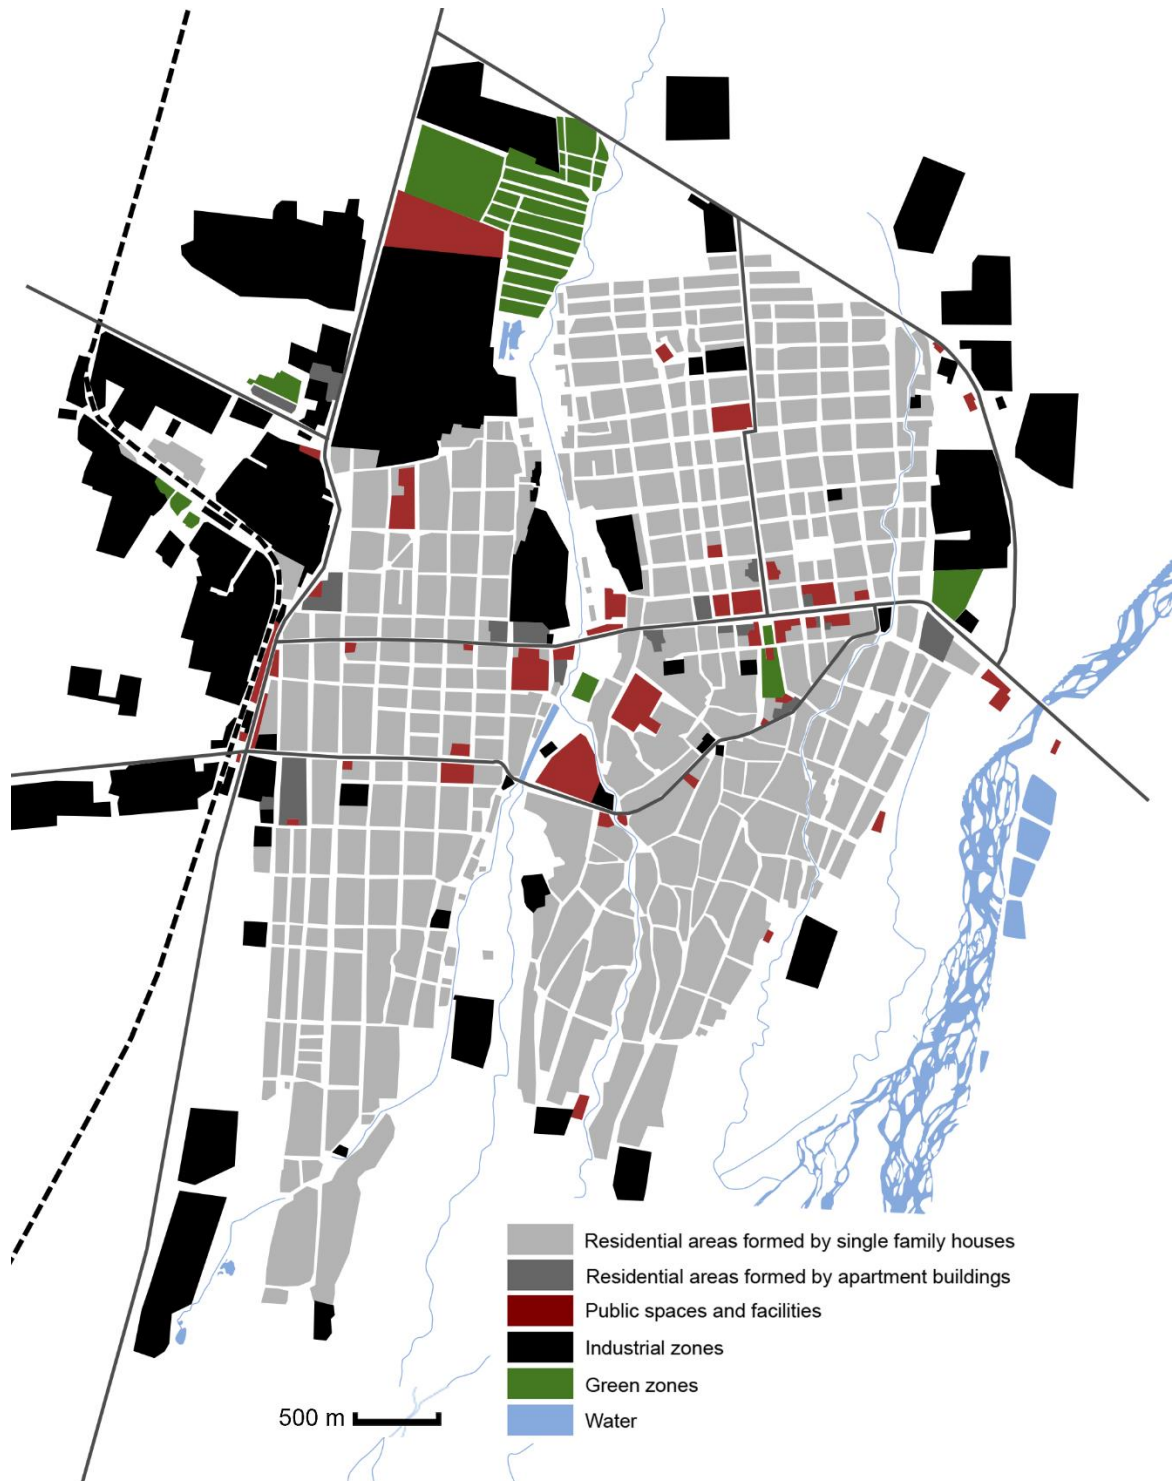 Residential areas formed by single family houses
Residential areas formed by apartment buildings
Public spaces and facilities
Industrial zones
Green zones
Water
500 m